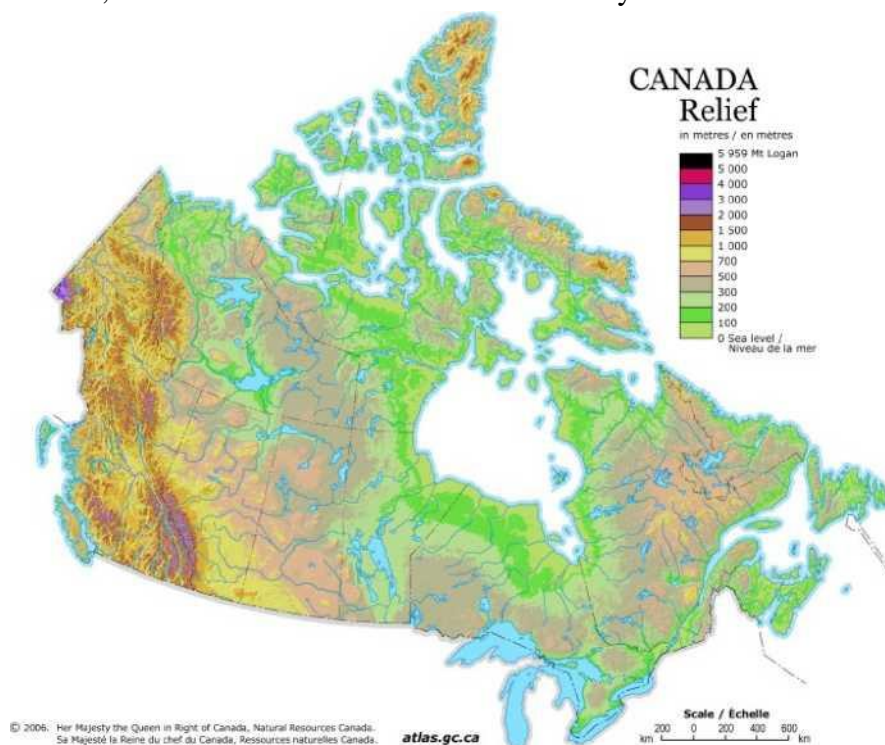 CANADA
Relief
in metres / en mètres
5 959 Mt Logan
5 000
4 000
3 000
2 000
1 500
1 000
700
500
300
200
100
0 Sea level /
Niveau de la mer
Scale / Échelle
200 0 200 400 600
km km
© 2006. Her Majesty the Queen in Right of Canada, Natural Resources Canada.
Sa Majesté la Reine du chef du Canada, Ressources naturelles Canada.
atlas.gc.ca